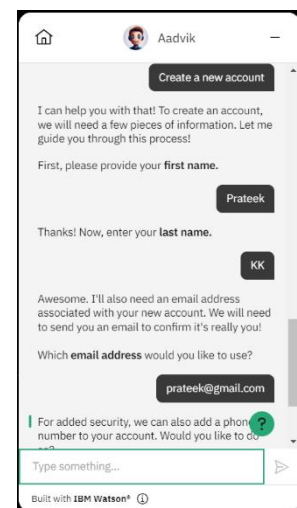 Aadvik
Create a new account
I can help you with that! To create an account,
we will need a few pieces of information. Let me
guide you through this process!
First, please provide your first name.
Prateek
Thanks! Now, enter your last name.
KK
Awesome. I'll also need an email address
associated with your new account. We will need
to send you an email to confirm it's really you!
Which email address would you like to use?
prateek@gmail.com
For added security, we can also add a phone
number to your account. Would you like to do
?
Type something...
Built with IBM Watson®